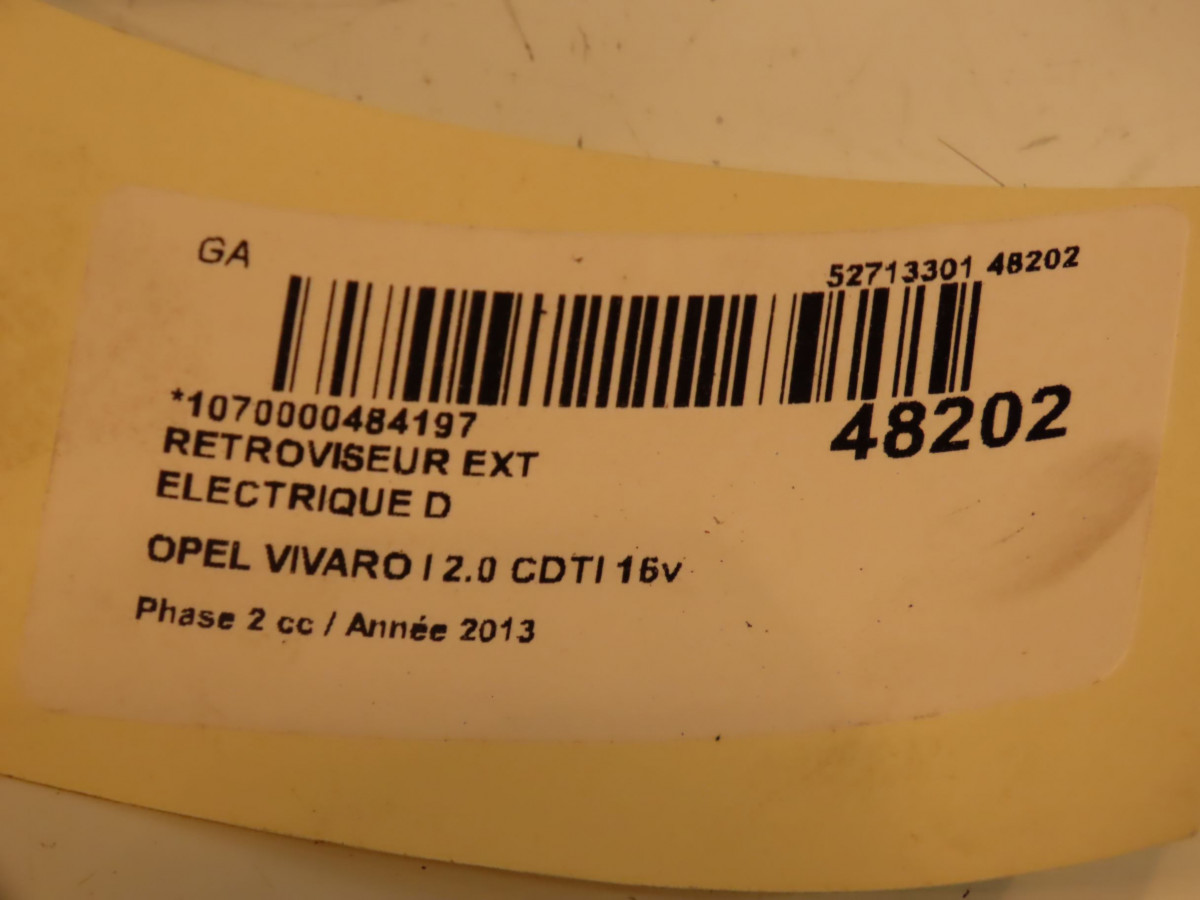 GA
52713301 48202
*1070000484197
48202
RETROVISEUR EXT
ELECTRIQUE D
OPEL VIVARO I 2.0 CDTI 16v
Phase 2 cc / Année 2013